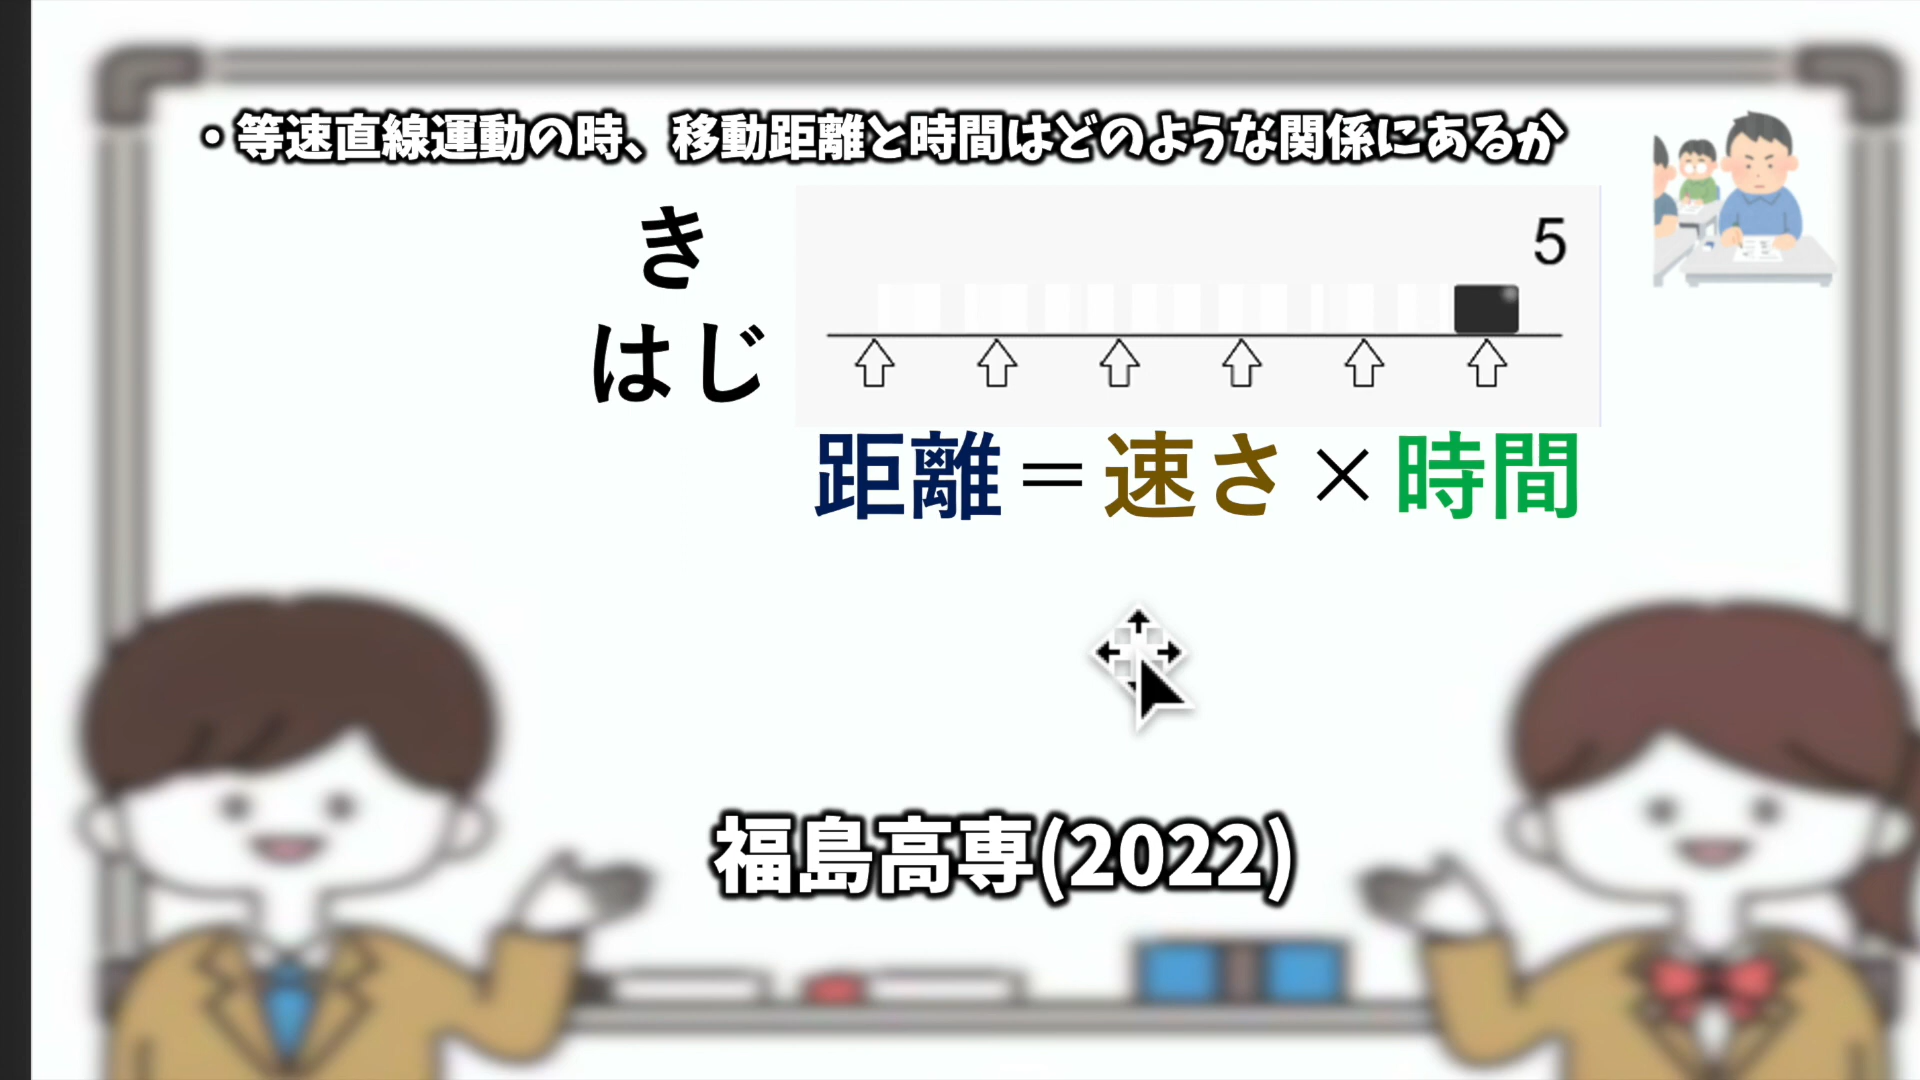 ・等速直線運動の時、移動距離と時間はどのような関係にあるか
き
はじ
5
距離＝速さ×時間
福島高専(2022)